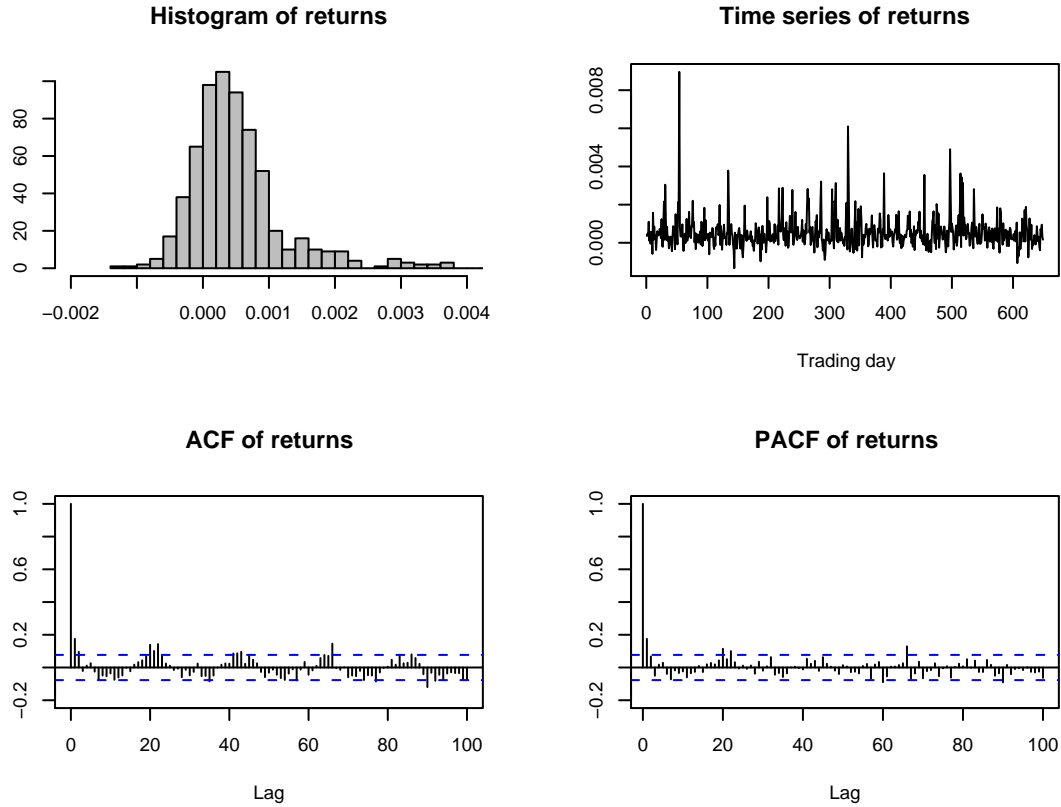 Histogram of returns
0 20 40 60 80
−0.002 0.000 0.001 0.002 0.003 0.004
Time series of returns
0.000 0.004 0.008
0 100 200 300 400 500 600
Trading day
ACF of returns
−0.2 0.2 0.6 1.0
0 20 40 60 80 100
Lag
PACF of returns
−0.2 0.2 0.6 1.0
0 20 40 60 80 100
Lag